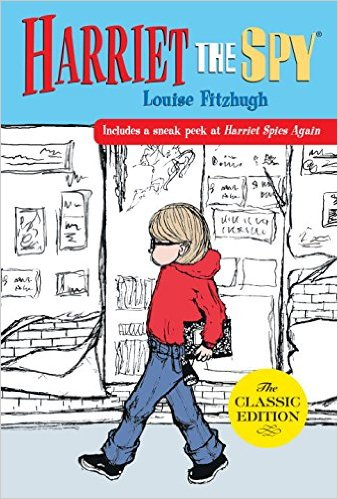 HARRIET THE SPY®
Louise Fitzhugh
Includes a sneak peek at Harriet Spies Again
The
CLASSIC
EDITION